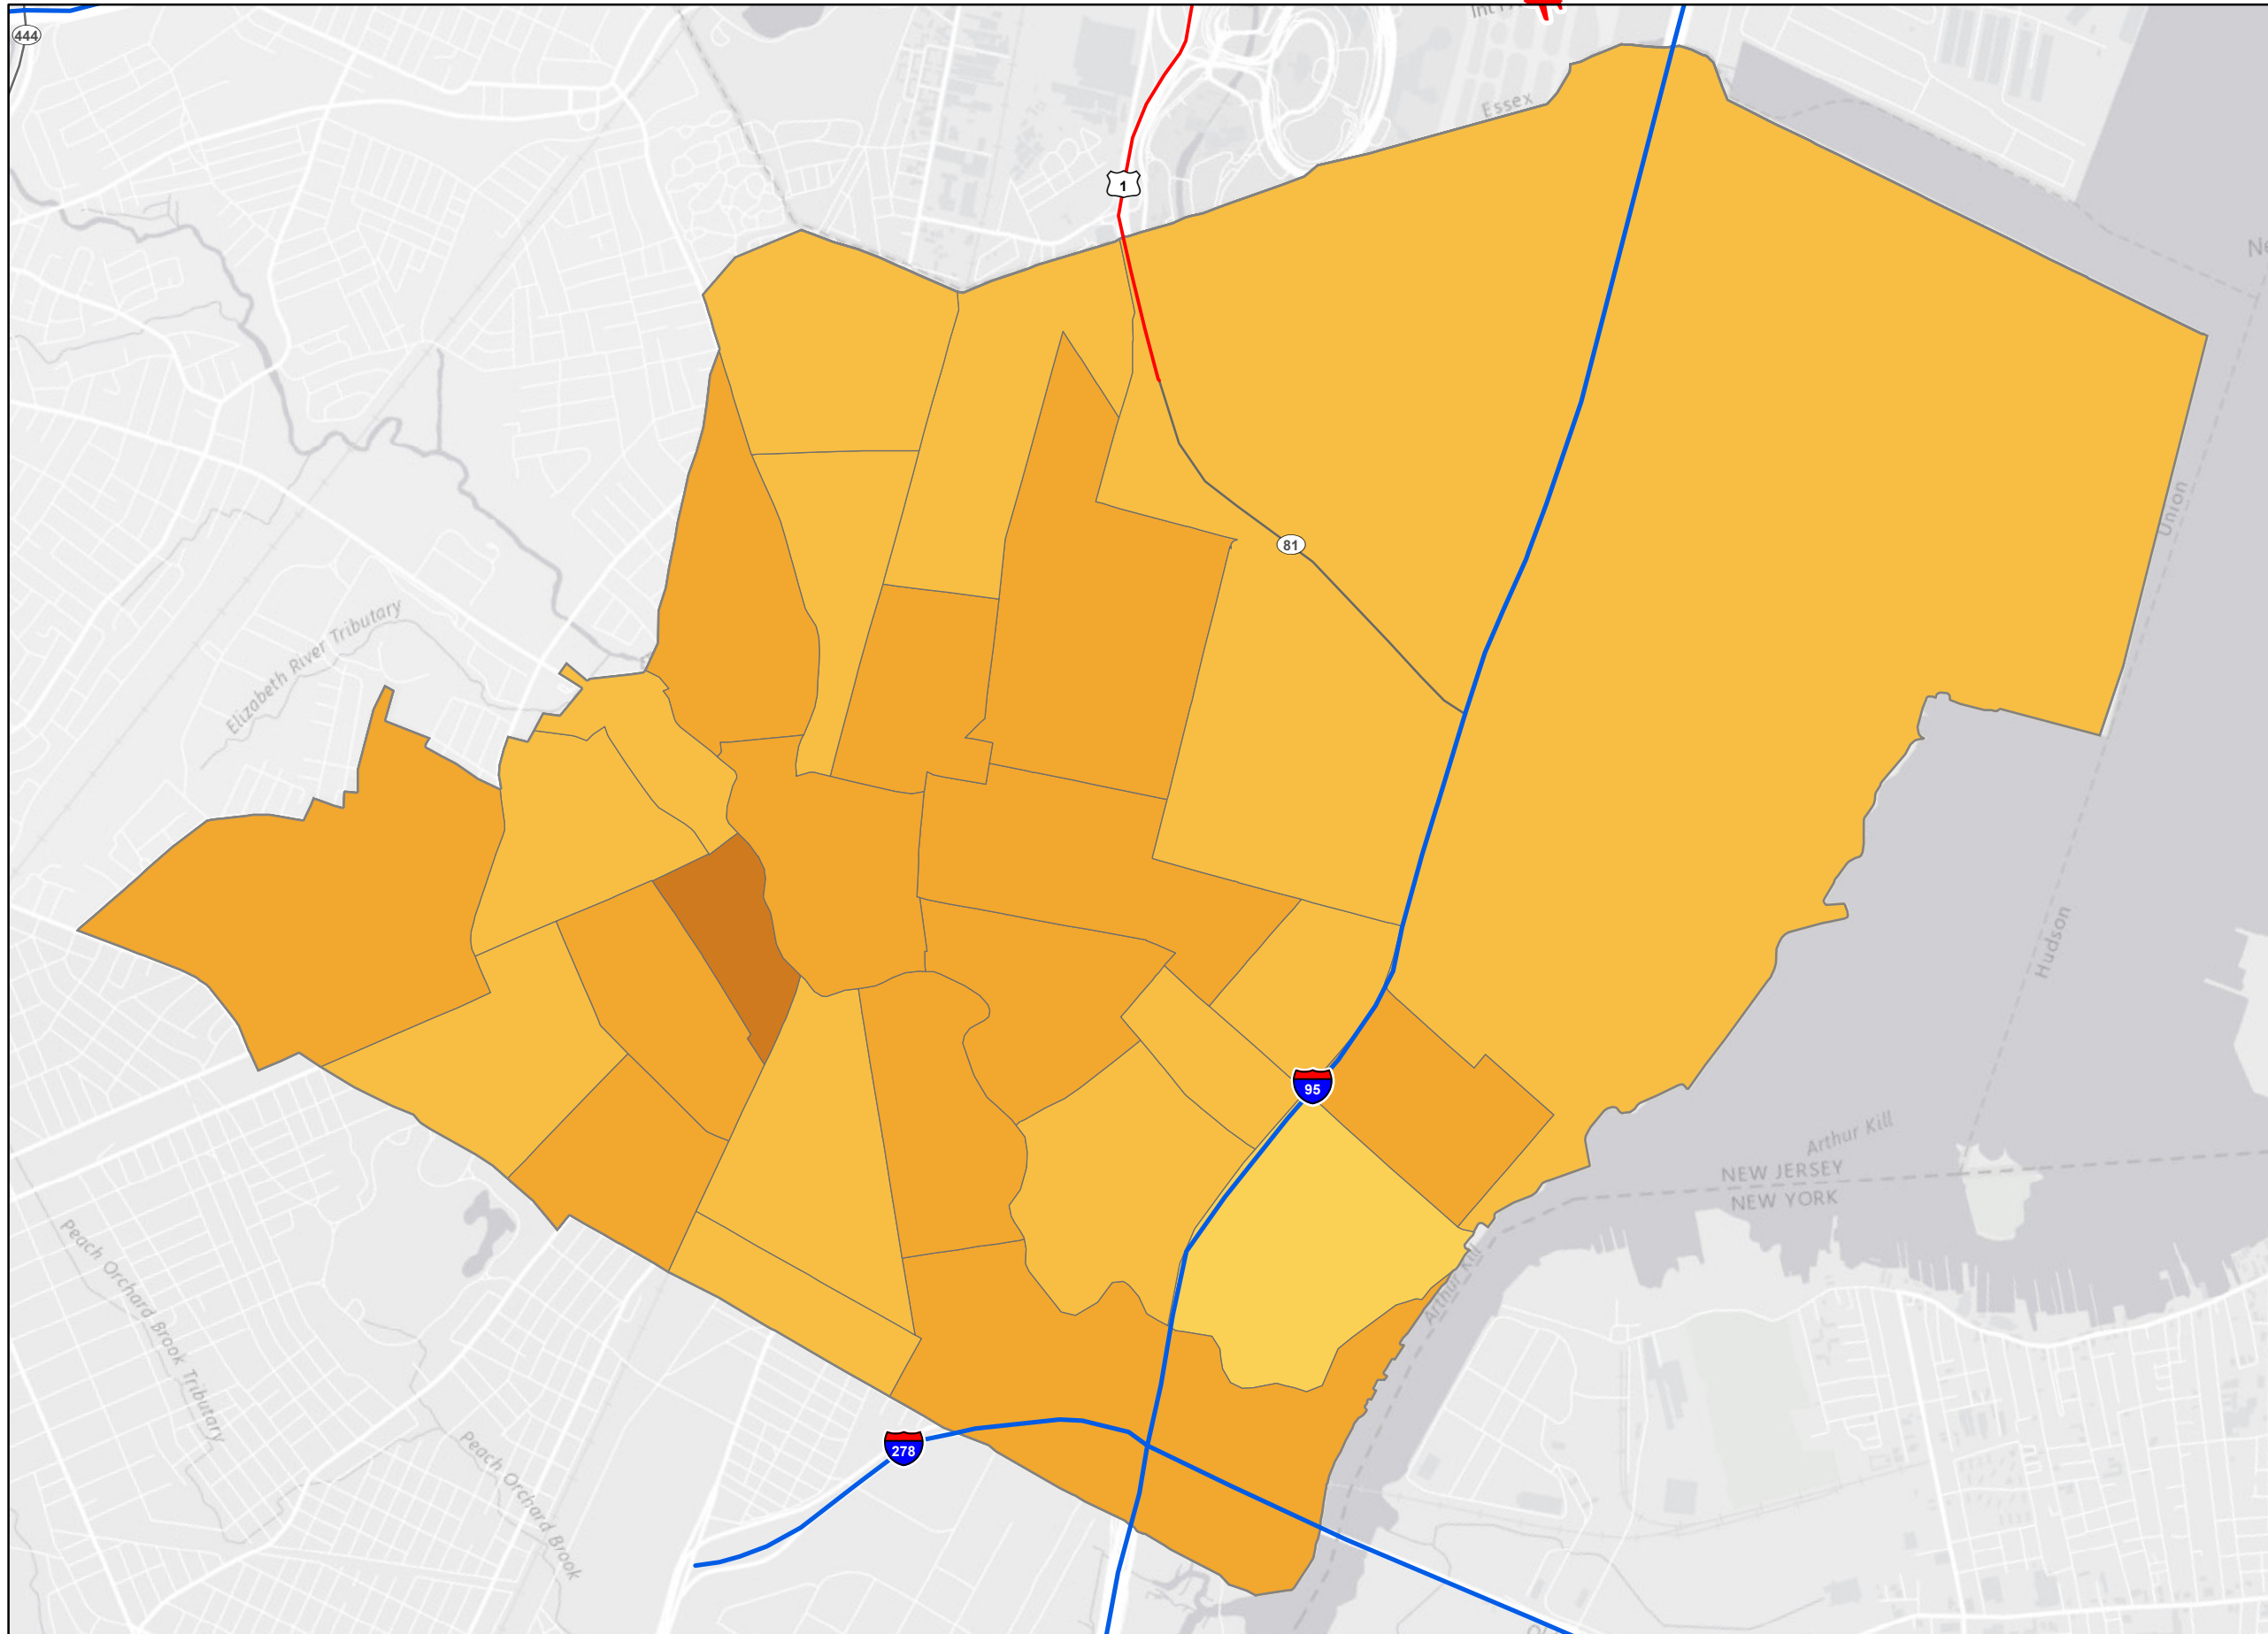 444
Essex
1
Union
81
Elizabeth River Tributary
Hudson
95
Arthur Kill
NEW JERSEY
NEW YORK
Arthur Kill
Peach Orchard Brook Tributary
278
Peach Orchard Brook